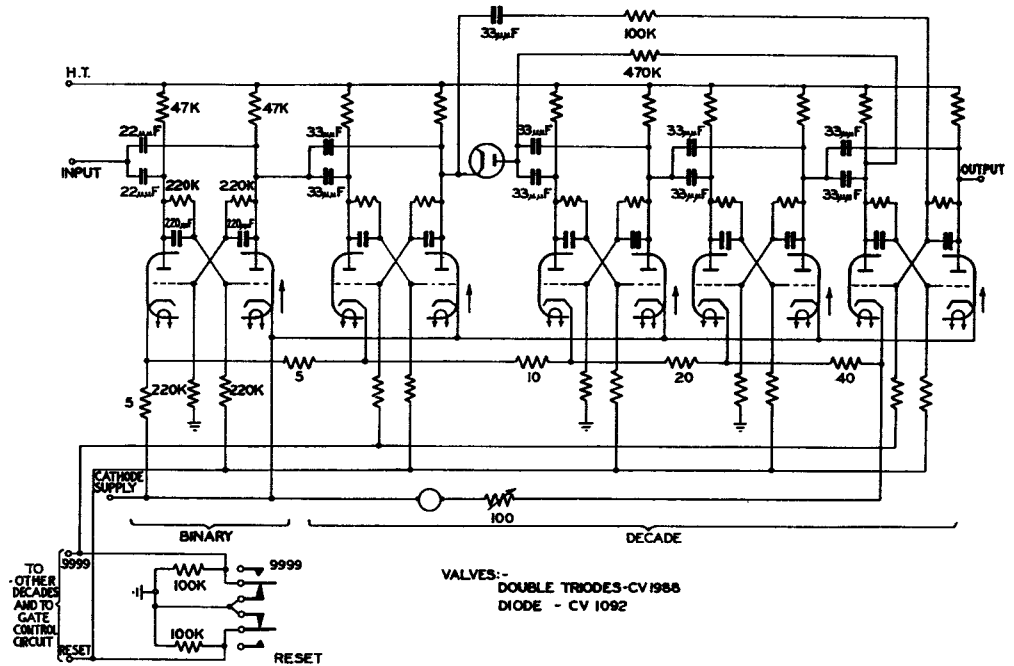 33μμF
100K
470K
H.T.
47K
47K
22μμF
33μμF
33μμF
33μμF
33μμF
INPUT
OUTPUT
22μμF
33μμF
33μμF
33μμF
33μμF
220K
220K
220μμF
220μμF
5
10
20
40
5
220K
220K
CATHODE
SUPPLY
100
BINARY
DECADE
9999
9999
TO
OTHER
DECADES
AND TO
GATE
CONTROL
CIRCUIT
100K
100K
RESET
RESET
VALVES:-
DOUBLE TRIODES-CV1988
DIODE - CV 1092